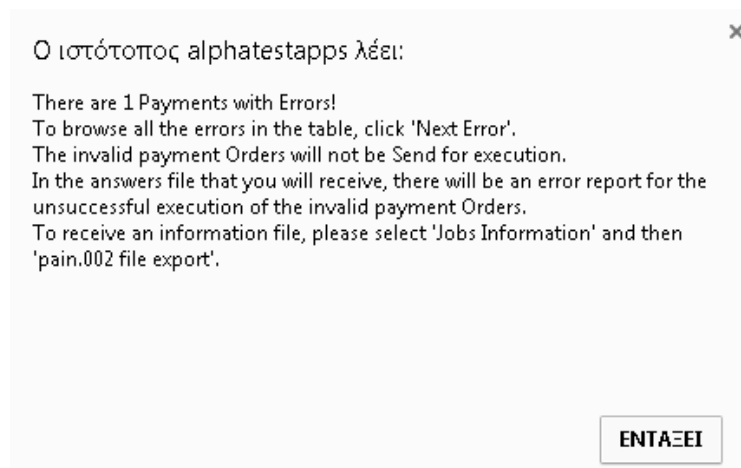 Ο ιστότοπος alphatestapps λέει:
There are 1 Payments with Errors!
To browse all the errors in the table, click 'Next Error'.
The invalid payment Orders will not be Send for execution.
In the answers file that you will receive, there will be an error report for the
unsuccessful execution of the invalid payment Orders.
To receive an information file, please select 'Jobs Information' and then
'pain.002 file export'.
ΕΝΤΑΞΕΙ